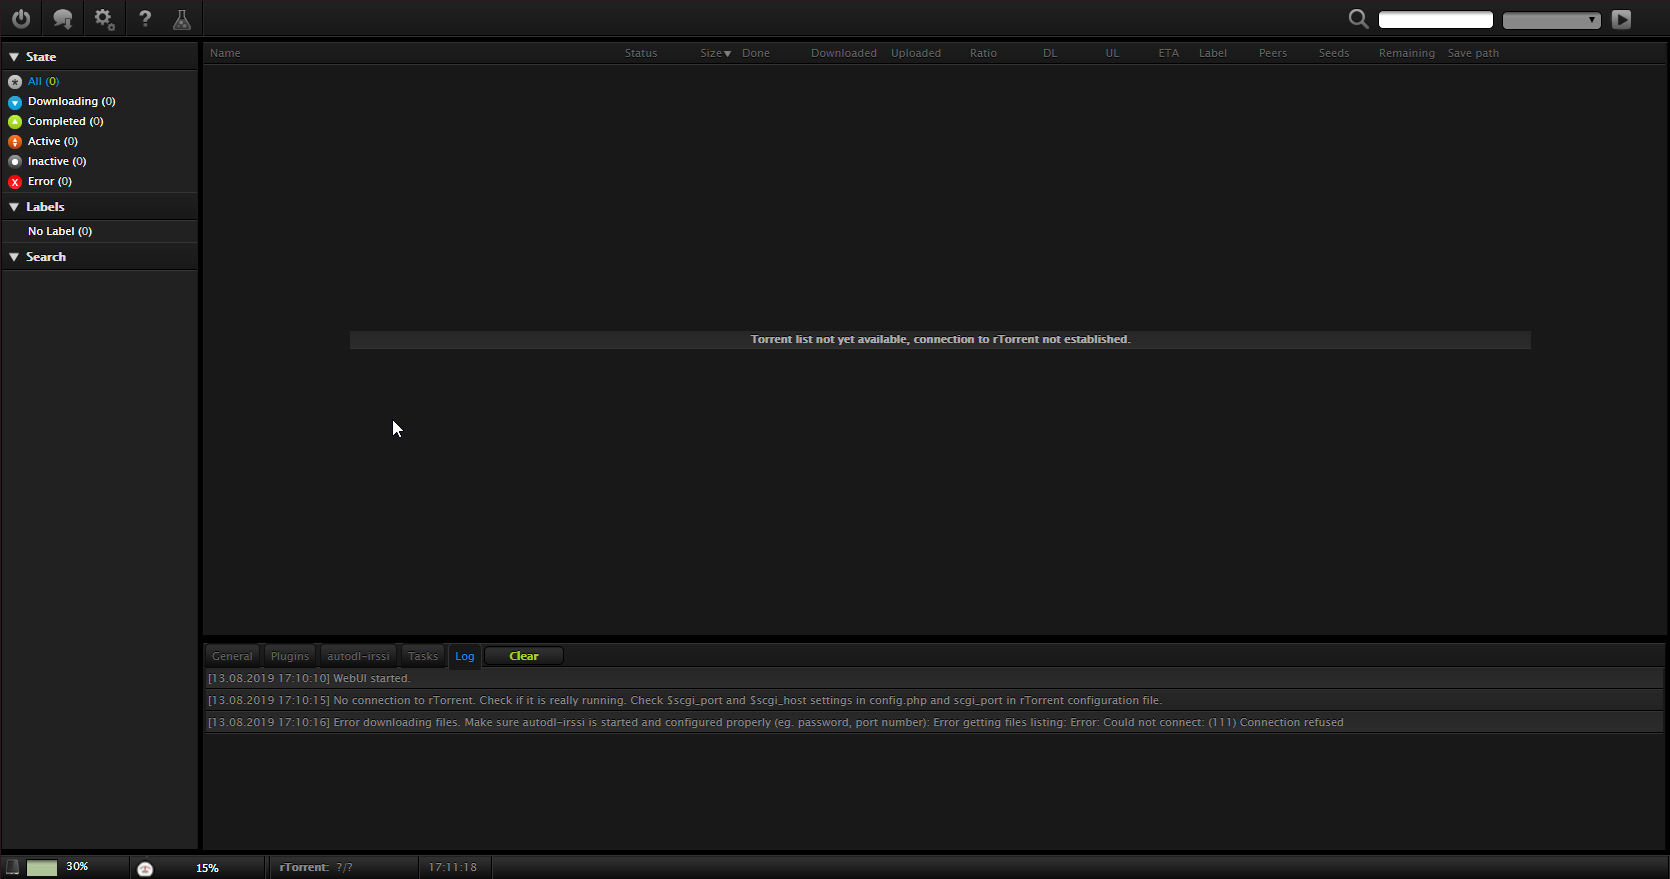 ?
State
All (0)
Downloading (0)
Completed (0)
Active (0)
Inactive (0)
Error (0)
Labels
No Label (0)
Search
Name Status Size Done Downloaded Uploaded Ratio DL UL ETA Label Peers Seeds Remaining Save path
Torrent list not yet available, connection to rTorrent not established.
General Plugins autodl-irssi Tasks Log Clear
[13.08.2019 17:10:10] WebUI started.
[13.08.2019 17:10:15] No connection to rTorrent. Check if it is really running. Check $scgi_port and $scgi_host settings in config.php and scgi_port in rTorrent configuration file.
[13.08.2019 17:10:16] Error downloading files. Make sure autodl-irssi is started and configured properly (eg. password, port number): Error getting files listing: Error: Could not connect: (111) Connection refused
30% 15% rTorrent: ?/? 17:11:18